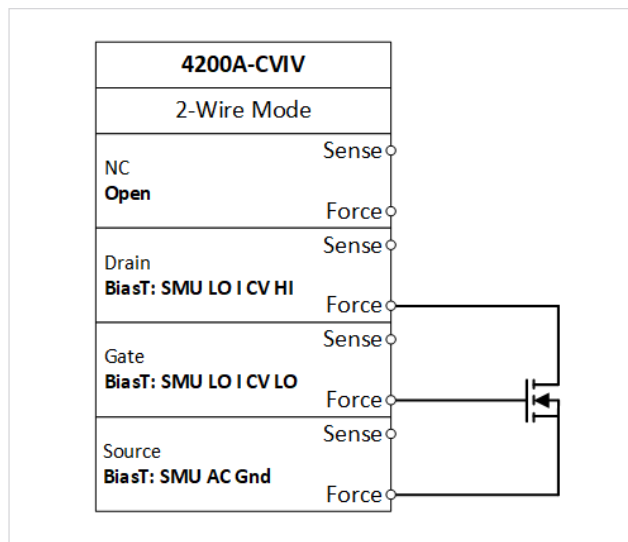 4200A-CVIV
2-Wire Mode
Sense
NC
Open
Force
Sense
Drain
BiasT: SMU LO I CV HI
Force
Sense
Gate
BiasT: SMU LO I CV LO
Force
Sense
Source
BiasT: SMU AC Gnd
Force